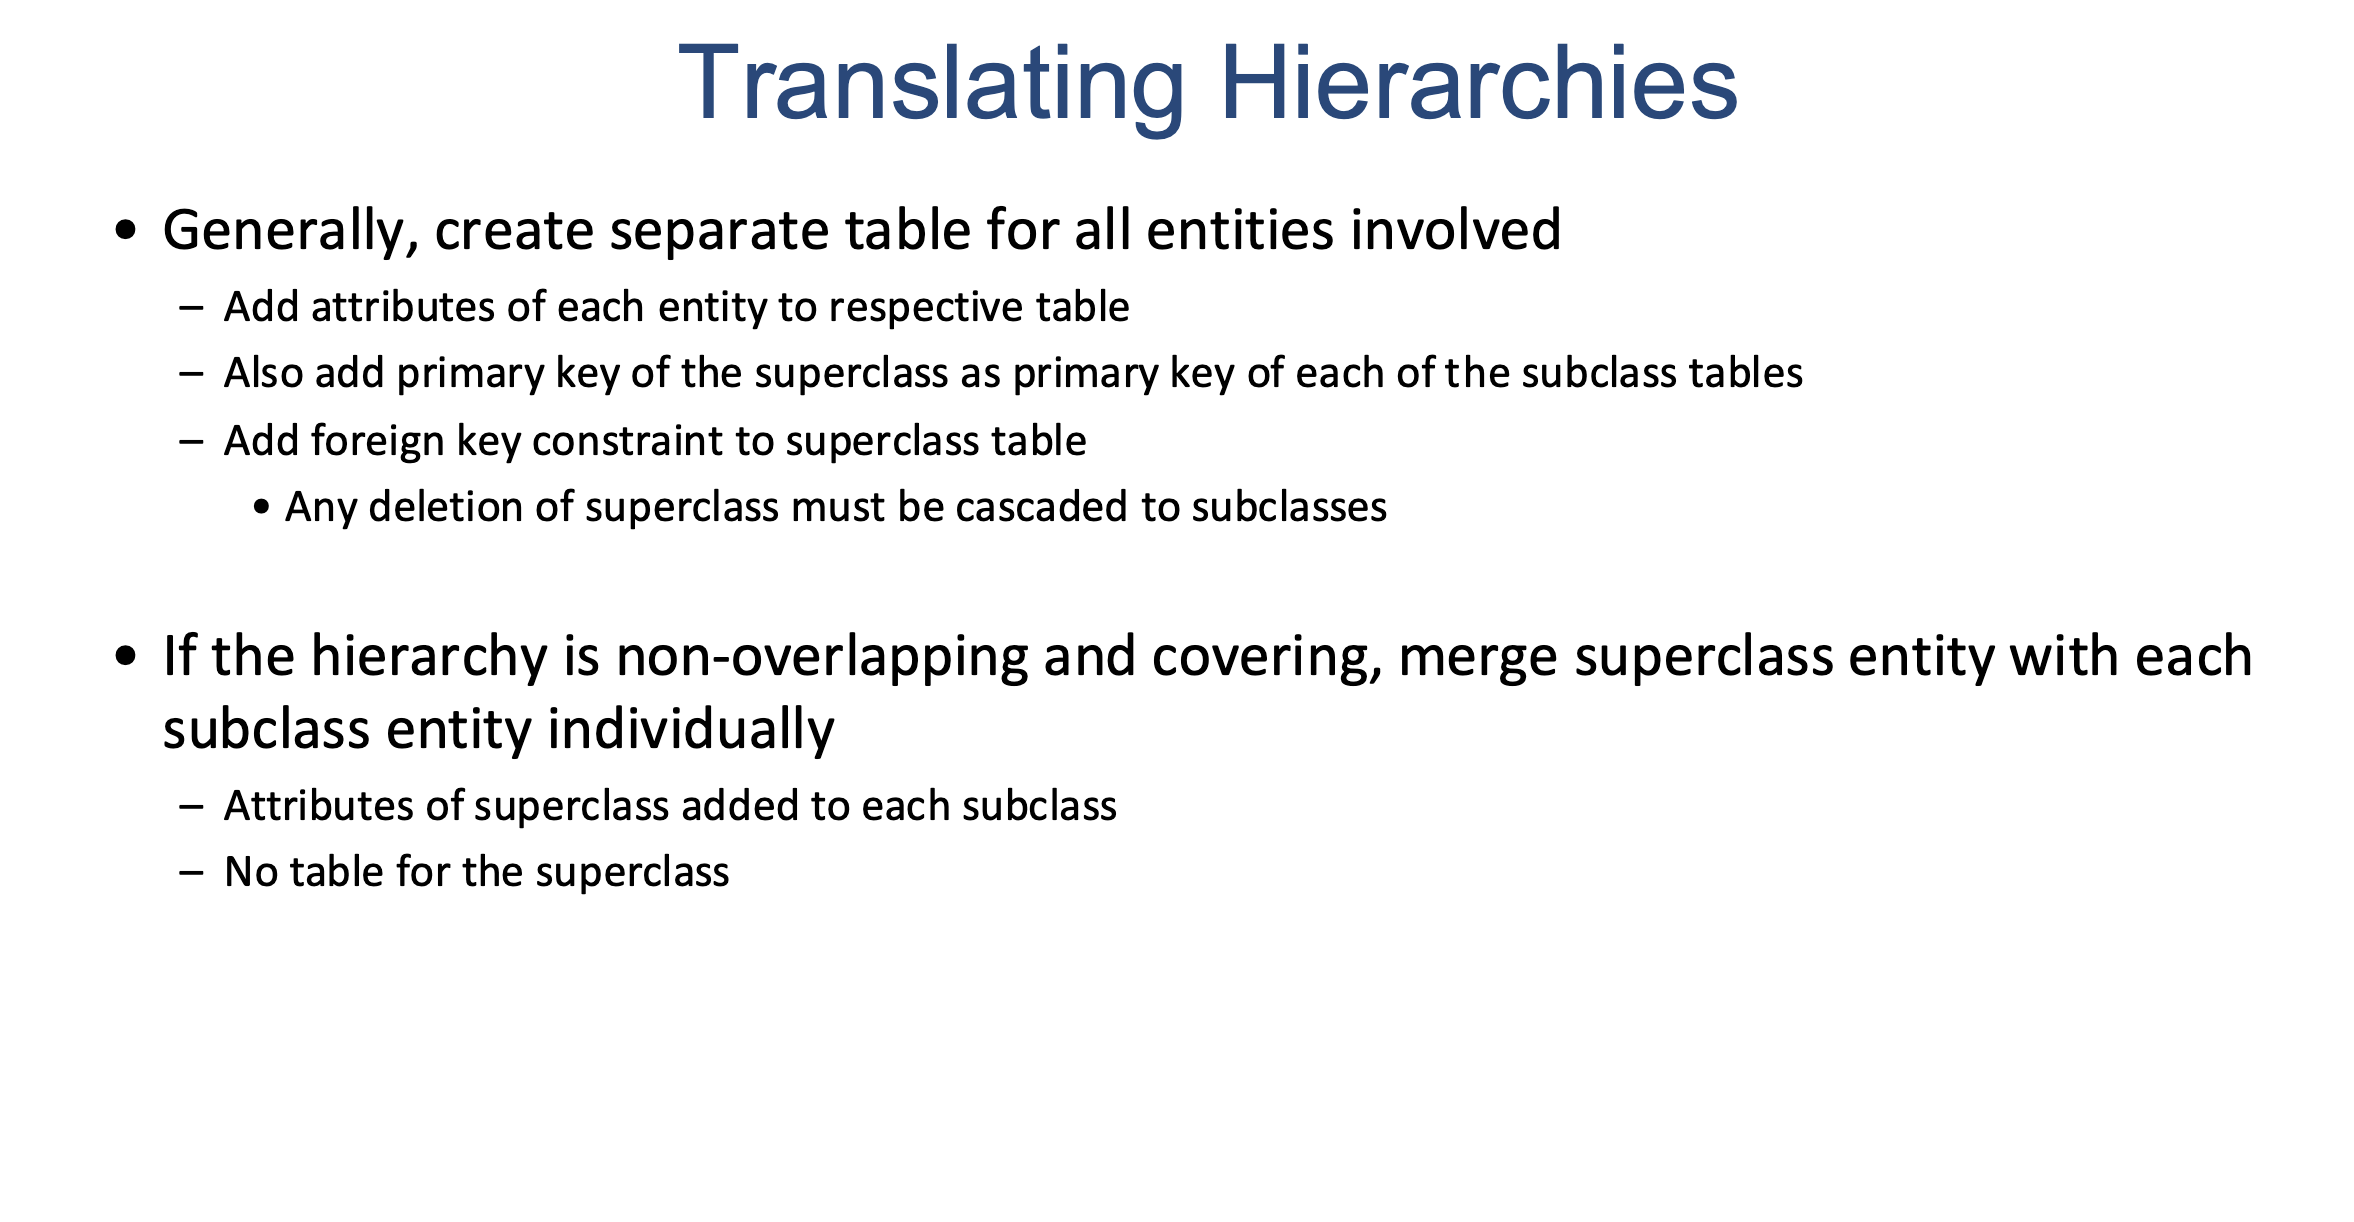 Translating Hierarchies
• Generally, create separate table for all entities involved
– Add attributes of each entity to respective table
– Also add primary key of the superclass as primary key of each of the subclass tables
– Add foreign key constraint to superclass table
• Any deletion of superclass must be cascaded to subclasses
• If the hierarchy is non-overlapping and covering, merge superclass entity with each
subclass entity individually
– Attributes of superclass added to each subclass
– No table for the superclass